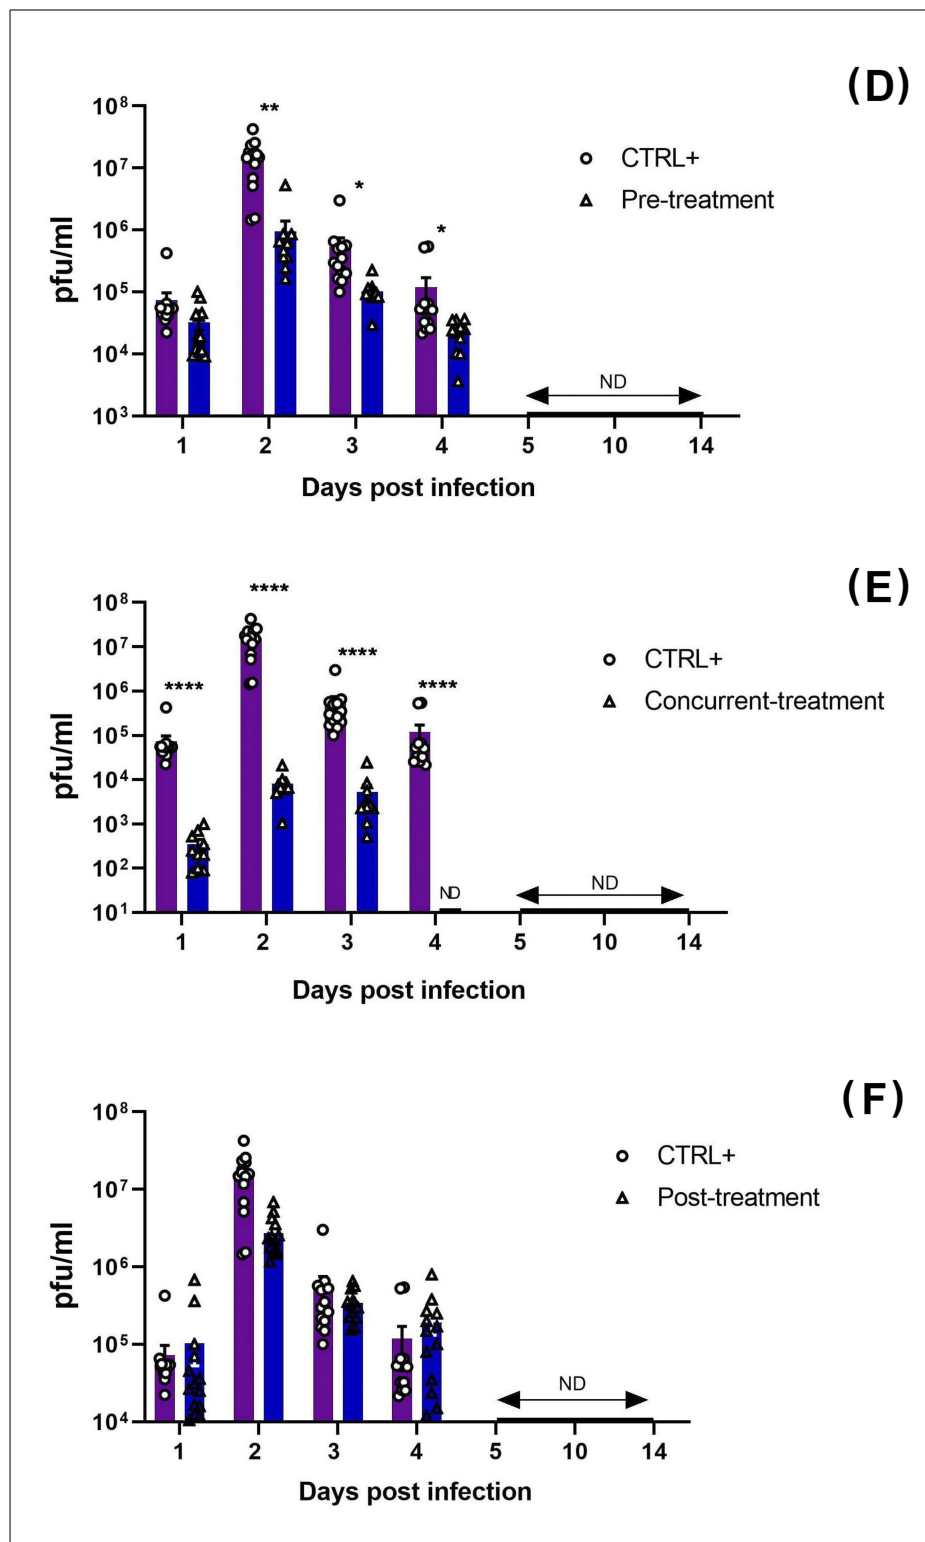 (D)
10⁸
**
CTRL+
10⁷
Pre-treatment
*
10⁶
*
pfu/ml
10⁵
10⁴
ND
10³
1 2 3 4 5 10 14
Days post infection
(E)
****
10⁸
10⁷
****
CTRL+
****
****
10⁶
Concurrent-treatment
10⁵
pfu/ml
10⁴
10³
10²
ND
ND
10¹
1 2 3 4 5 10 14
Days post infection
(F)
10⁸
CTRL+
10⁷
Post-treatment
pfu/ml
10⁶
10⁵
ND
10⁴
1 2 3 4 5 10 14
Days post infection